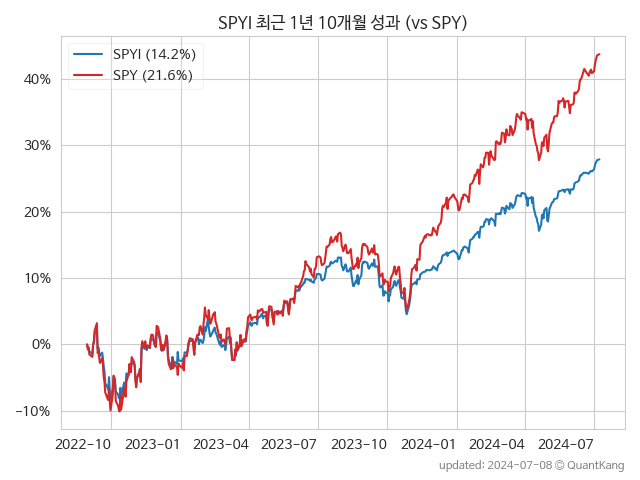 SPYI 최근 1년 10개월 성과 (vs SPY)
SPYI (14.2%)
SPY (21.6%)
40%
30%
20%
10%
0%
−10%
2022-10 2023-01 2023-04 2023-07 2023-10 2024-01 2024-04 2024-07
updated: 2024-07-08 © QuantKang